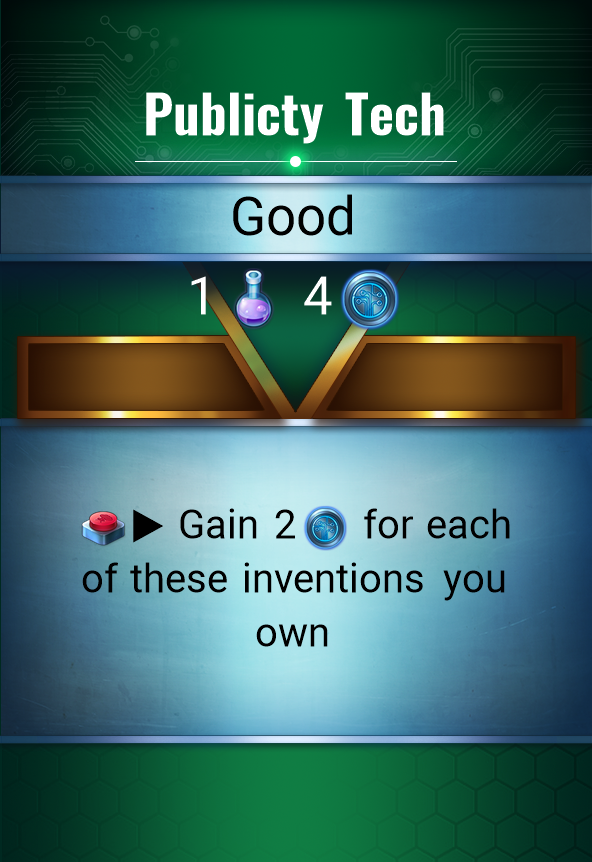 Publicty Tech
Good
1 4
▶ Gain 2 for each
of these inventions you
own